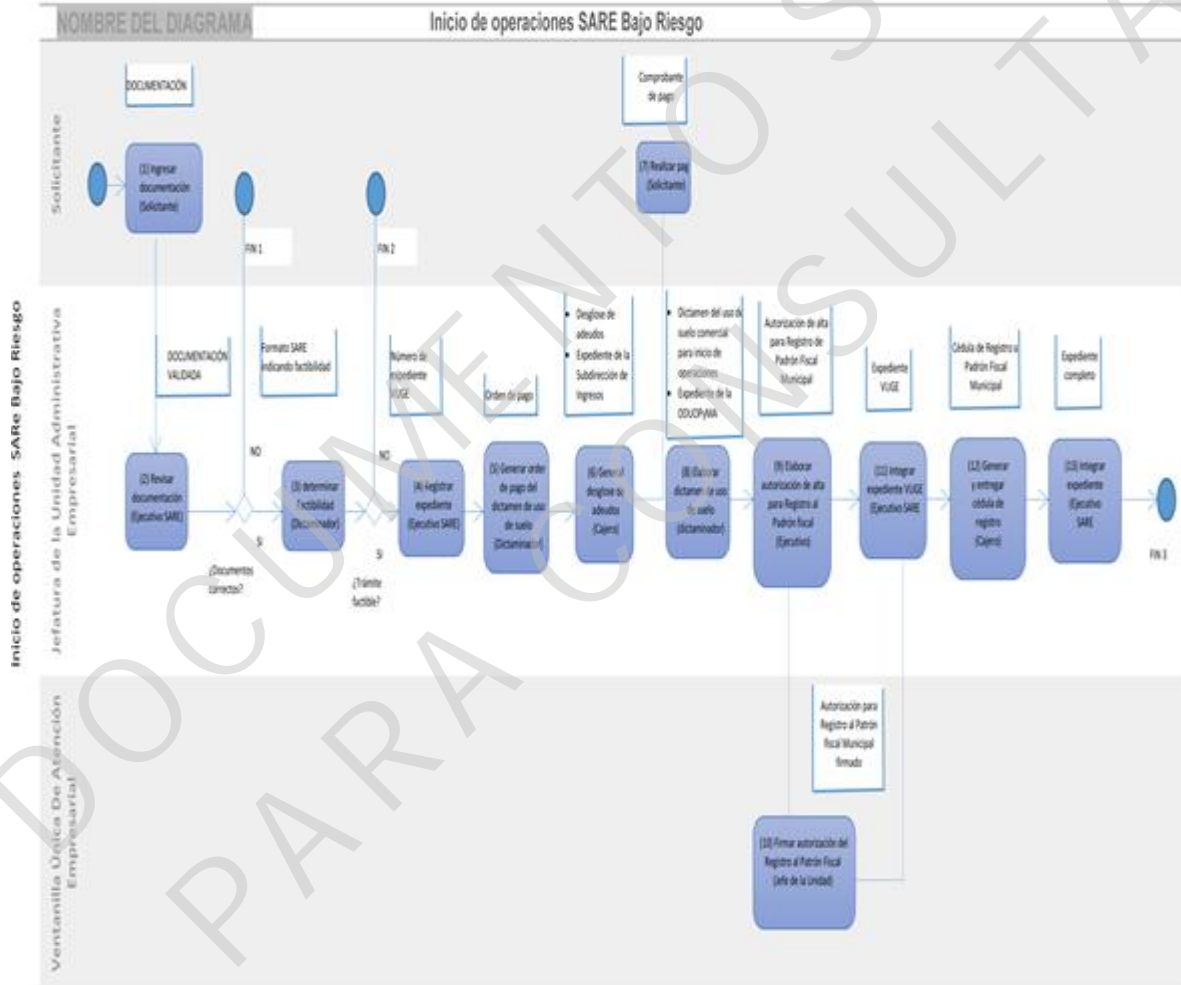 NOMBRE DEL DIAGRAMA
Inicio de operaciones SARE Bajo Riesgo
Inicio de operaciones SARe Bajo Riesgo
Solicitante
DOCUMENTACIÓN
(1) Ingresar
documentación
(Solicitante)
FIN 1
FIN 2
Comprobante
de pago
(7) Realizar pag
(Solicitante)
Jefatura de la Unidad Administrativa
Empresarial
DOCUMENTACIÓN
VALIDADA
(2) Revisar
documentación
(Ejecutivo SARE)
NO
SI
¿Documentos
correctos?
Formato SARE
indicando factibilidad
(3) determinar
Factibilidad
(Dictaminador)
NO
SI
¿Trámite
factible?
Número de
expediente
VUGE
(4) Registrar
expediente
(Ejecutivo SARE)
Orden de pago
(5) Generar orden
de pago del
dictamen de uso
de suelo
(Dictaminador)
• Desglose de
adeudos
• Expediente de la
Subdirección de
Ingresos
(6) Generar
desglose de
adeudos
(Cajero)
• Dictamen del uso de
suelo comercial
para inicio de
operaciones
• Expediente de la
DDUOPyMA
(8) Elaborar
dictamen de uso
de suelo
(dictaminador)
Autorización de alta
para Registro de
Padrón Fiscal
Municipal
(9) Elaborar
autorización de alta
para Registro al
Padrón fiscal
(Ejecutivo)
Expediente
VUGE
(11) Integrar
expediente VUGE
(Ejecutivo SARE)
Cédula de Registro a
Padrón Fiscal
Municipal
(12) Generar
y entregar
cédula de
registro
(Cajero)
Expediente
completo
(13) Integrar
expediente
(Ejecutivo
SARE)
FIN 3
Ventanilla Única De Atención
Empresarial
Autorización para
Registro al Patrón
fiscal Municipal
firmado
(10) Firmar autorización del
Registro al Patrón Fiscal
(Jefe de la Unidad)
DOCUMENTOS
PARA CONSULTA